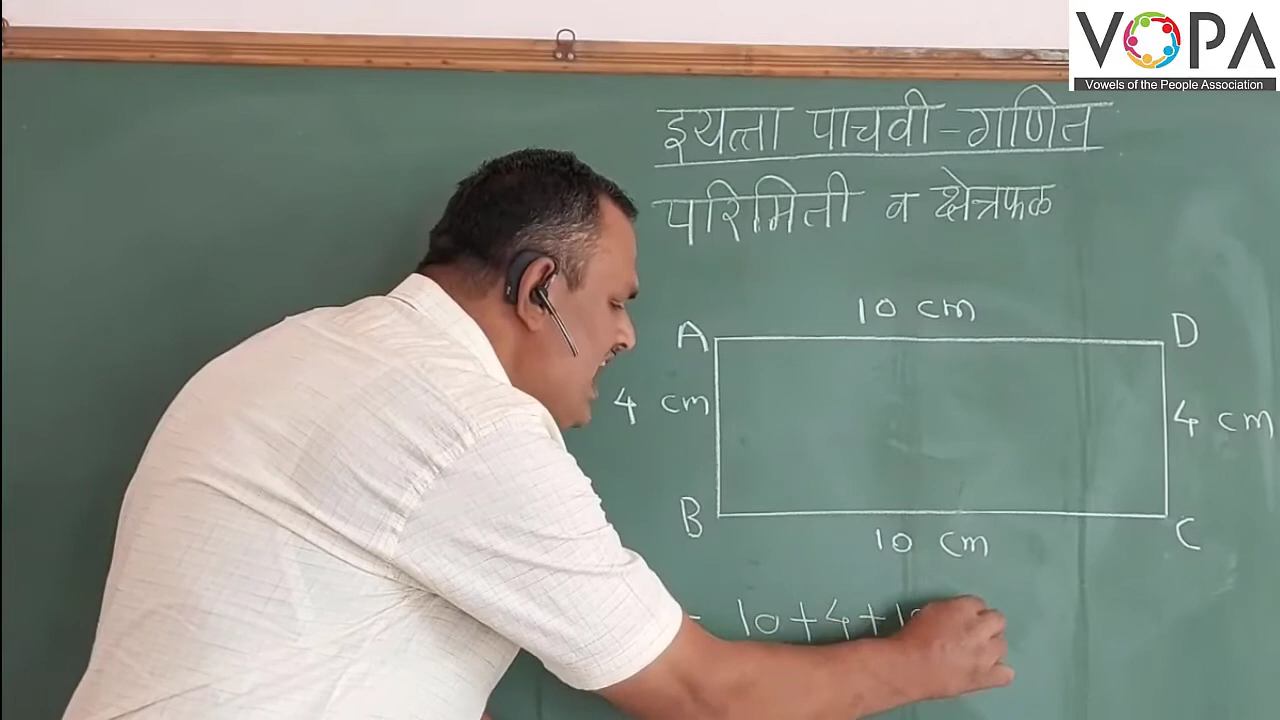 VOPA
Vowels of the People Association
इयत्ता पाचवी-गणित
परिमिती व क्षेत्रफळ
10 cm
A D
4 cm 4 cm
B C
10 cm
10+4+10